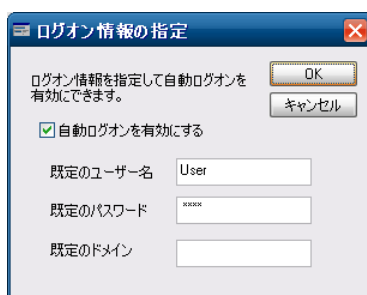 ログオン情報の指定
ログオン情報を指定して自動ログオンを
有効にできます。
OK
キャンセル
自動ログオンを有効にする
既定のユーザー名 User
既定のパスワード ****
既定のドメイン